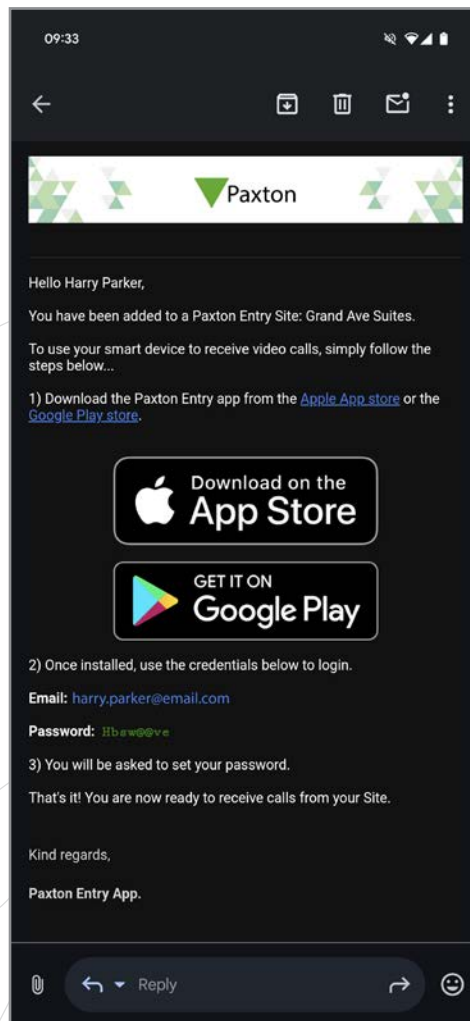 09:33
Paxton
Hello Harry Parker,
You have been added to a Paxton Entry Site: Grand Ave Suites.
To use your smart device to receive video calls, simply follow the
steps below...
1) Download the Paxton Entry app from the Apple App store or the
Google Play store.
Download on the
App Store
GET IT ON
Google Play
2) Once installed, use the credentials below to login.
Email: harry.parker@email.com
Password: Hbsw@@ve
3) You will be asked to set your password.
That's it! You are now ready to receive calls from your Site.
Kind regards,
Paxton Entry App.
Reply